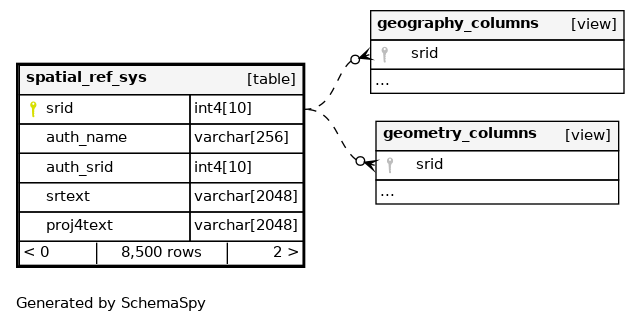 geography_columns [view]
srid
...
spatial_ref_sys [table]
srid int4[10]
auth_name varchar[256]
auth_srid int4[10]
srtext varchar[2048]
proj4text varchar[2048]
< 0 8,500 rows 2 >
geometry_columns [view]
srid
...
Generated by SchemaSpy